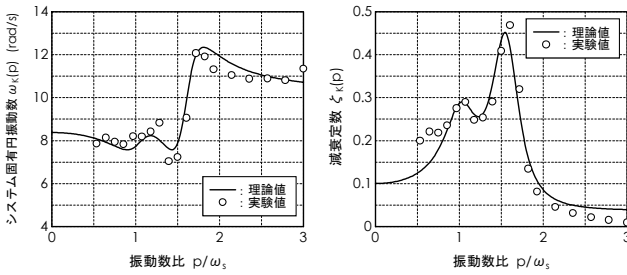 システム固有円振動数 ωK(p) (rad/s)
14
12
10
8
6
4
0
1
2
3
振動数比 p/ωs
: 理論値
: 実験値
減衰定数 ζK(p)
0.5
0.4
0.3
0.2
0.1
0
0
1
2
3
振動数比 p/ωs
: 理論値
: 実験値